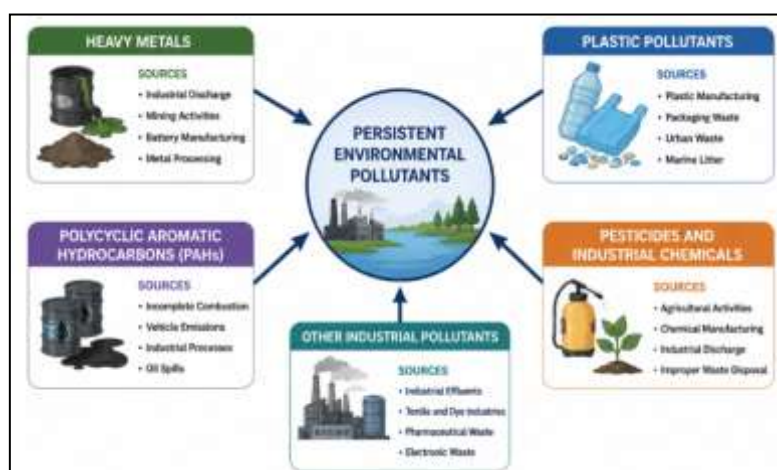 HEAVY METALS
SOURCES
• Industrial Discharge
• Mining Activities
• Battery Manufacturing
• Metal Processing
PLASTIC POLLUTANTS
SOURCES
• Plastic Manufacturing
• Packaging Waste
• Urban Waste
• Marine Litter
PERSISTENT
ENVIRONMENTAL
POLLUTANTS
POLYCYCLIC AROMATIC
HYDROCARBONS (PAHs)
SOURCES
• Incomplete Combustion
• Vehicle Emissions
• Industrial Processes
• Oil Spills
PESTICIDES AND
INDUSTRIAL CHEMICALS
SOURCES
• Agricultural Activities
• Chemical Manufacturing
• Industrial Discharge
• Improper Waste Disposal
OTHER INDUSTRIAL POLLUTANTS
SOURCES
• Industrial Effluents
• Textile and Dye Industries
• Pharmaceutical Waste
• Electronic Waste